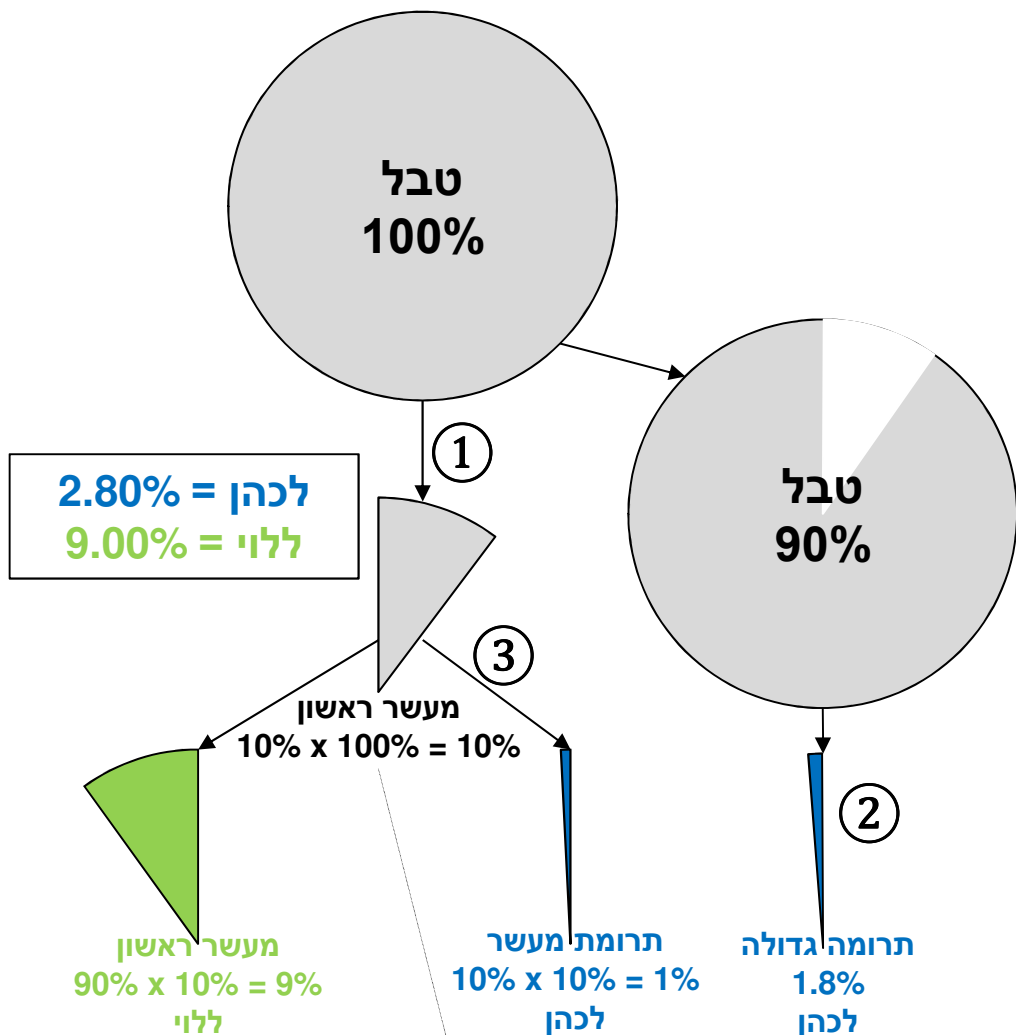 טבל
100%
①
לכהן = 2.80%
ללוי = 9.00%
טבל
90%
③
מעשר ראשון
10% x 100% = 10%
②
מעשר ראשון
90% x 10% = 9%
ללוי
תרומת מעשר
10% x 10% = 1%
לכהן
תרומה גדולה
1.8%
לכהן